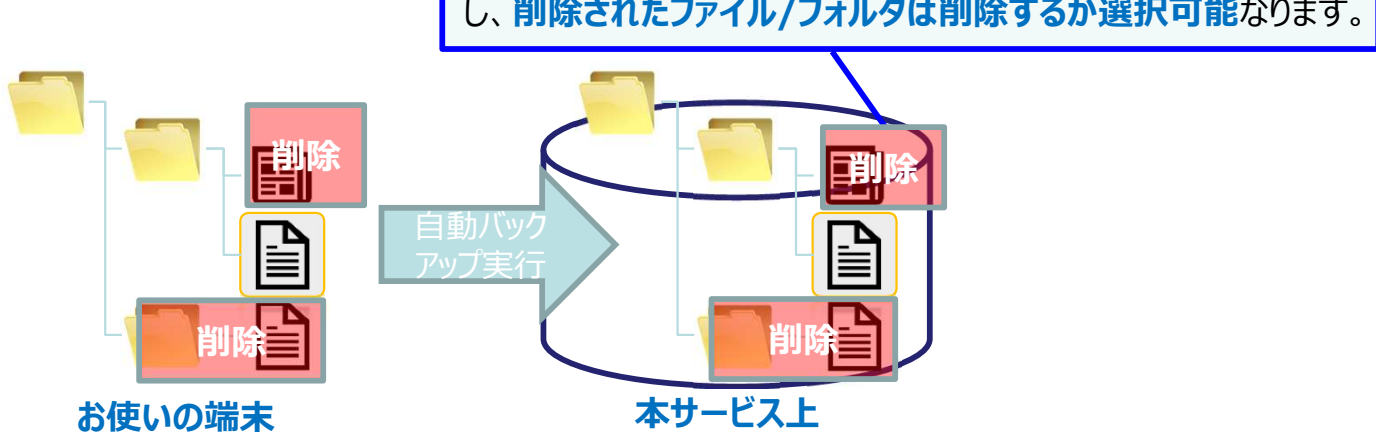 し、削除されたファイル/フォルダは削除するか選択可能なります。
削除
削除
自動バック
アップ実行
削除
削除
お使いの端末
本サービス上